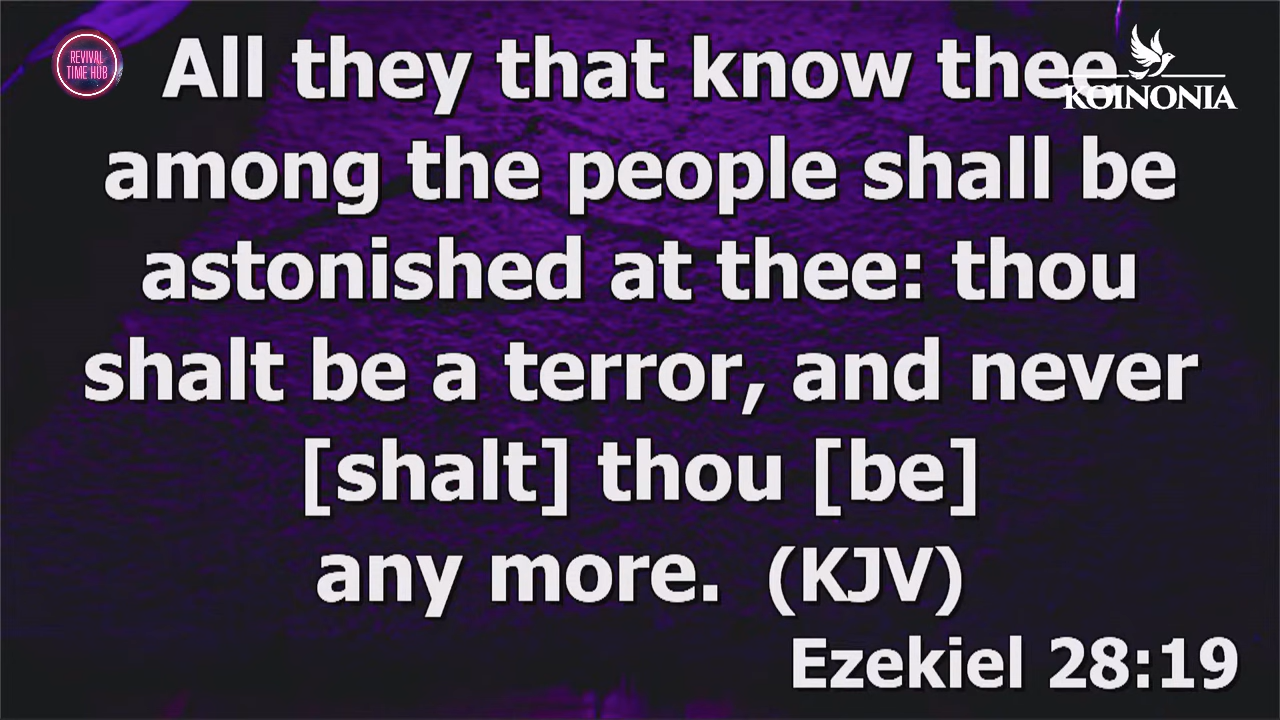 REVIVAL
TIME HUB
KOINONIA
All they that know thee
among the people shall be
astonished at thee: thou
shalt be a terror, and never
[shalt] thou [be]
any more. (KJV)
Ezekiel 28:19